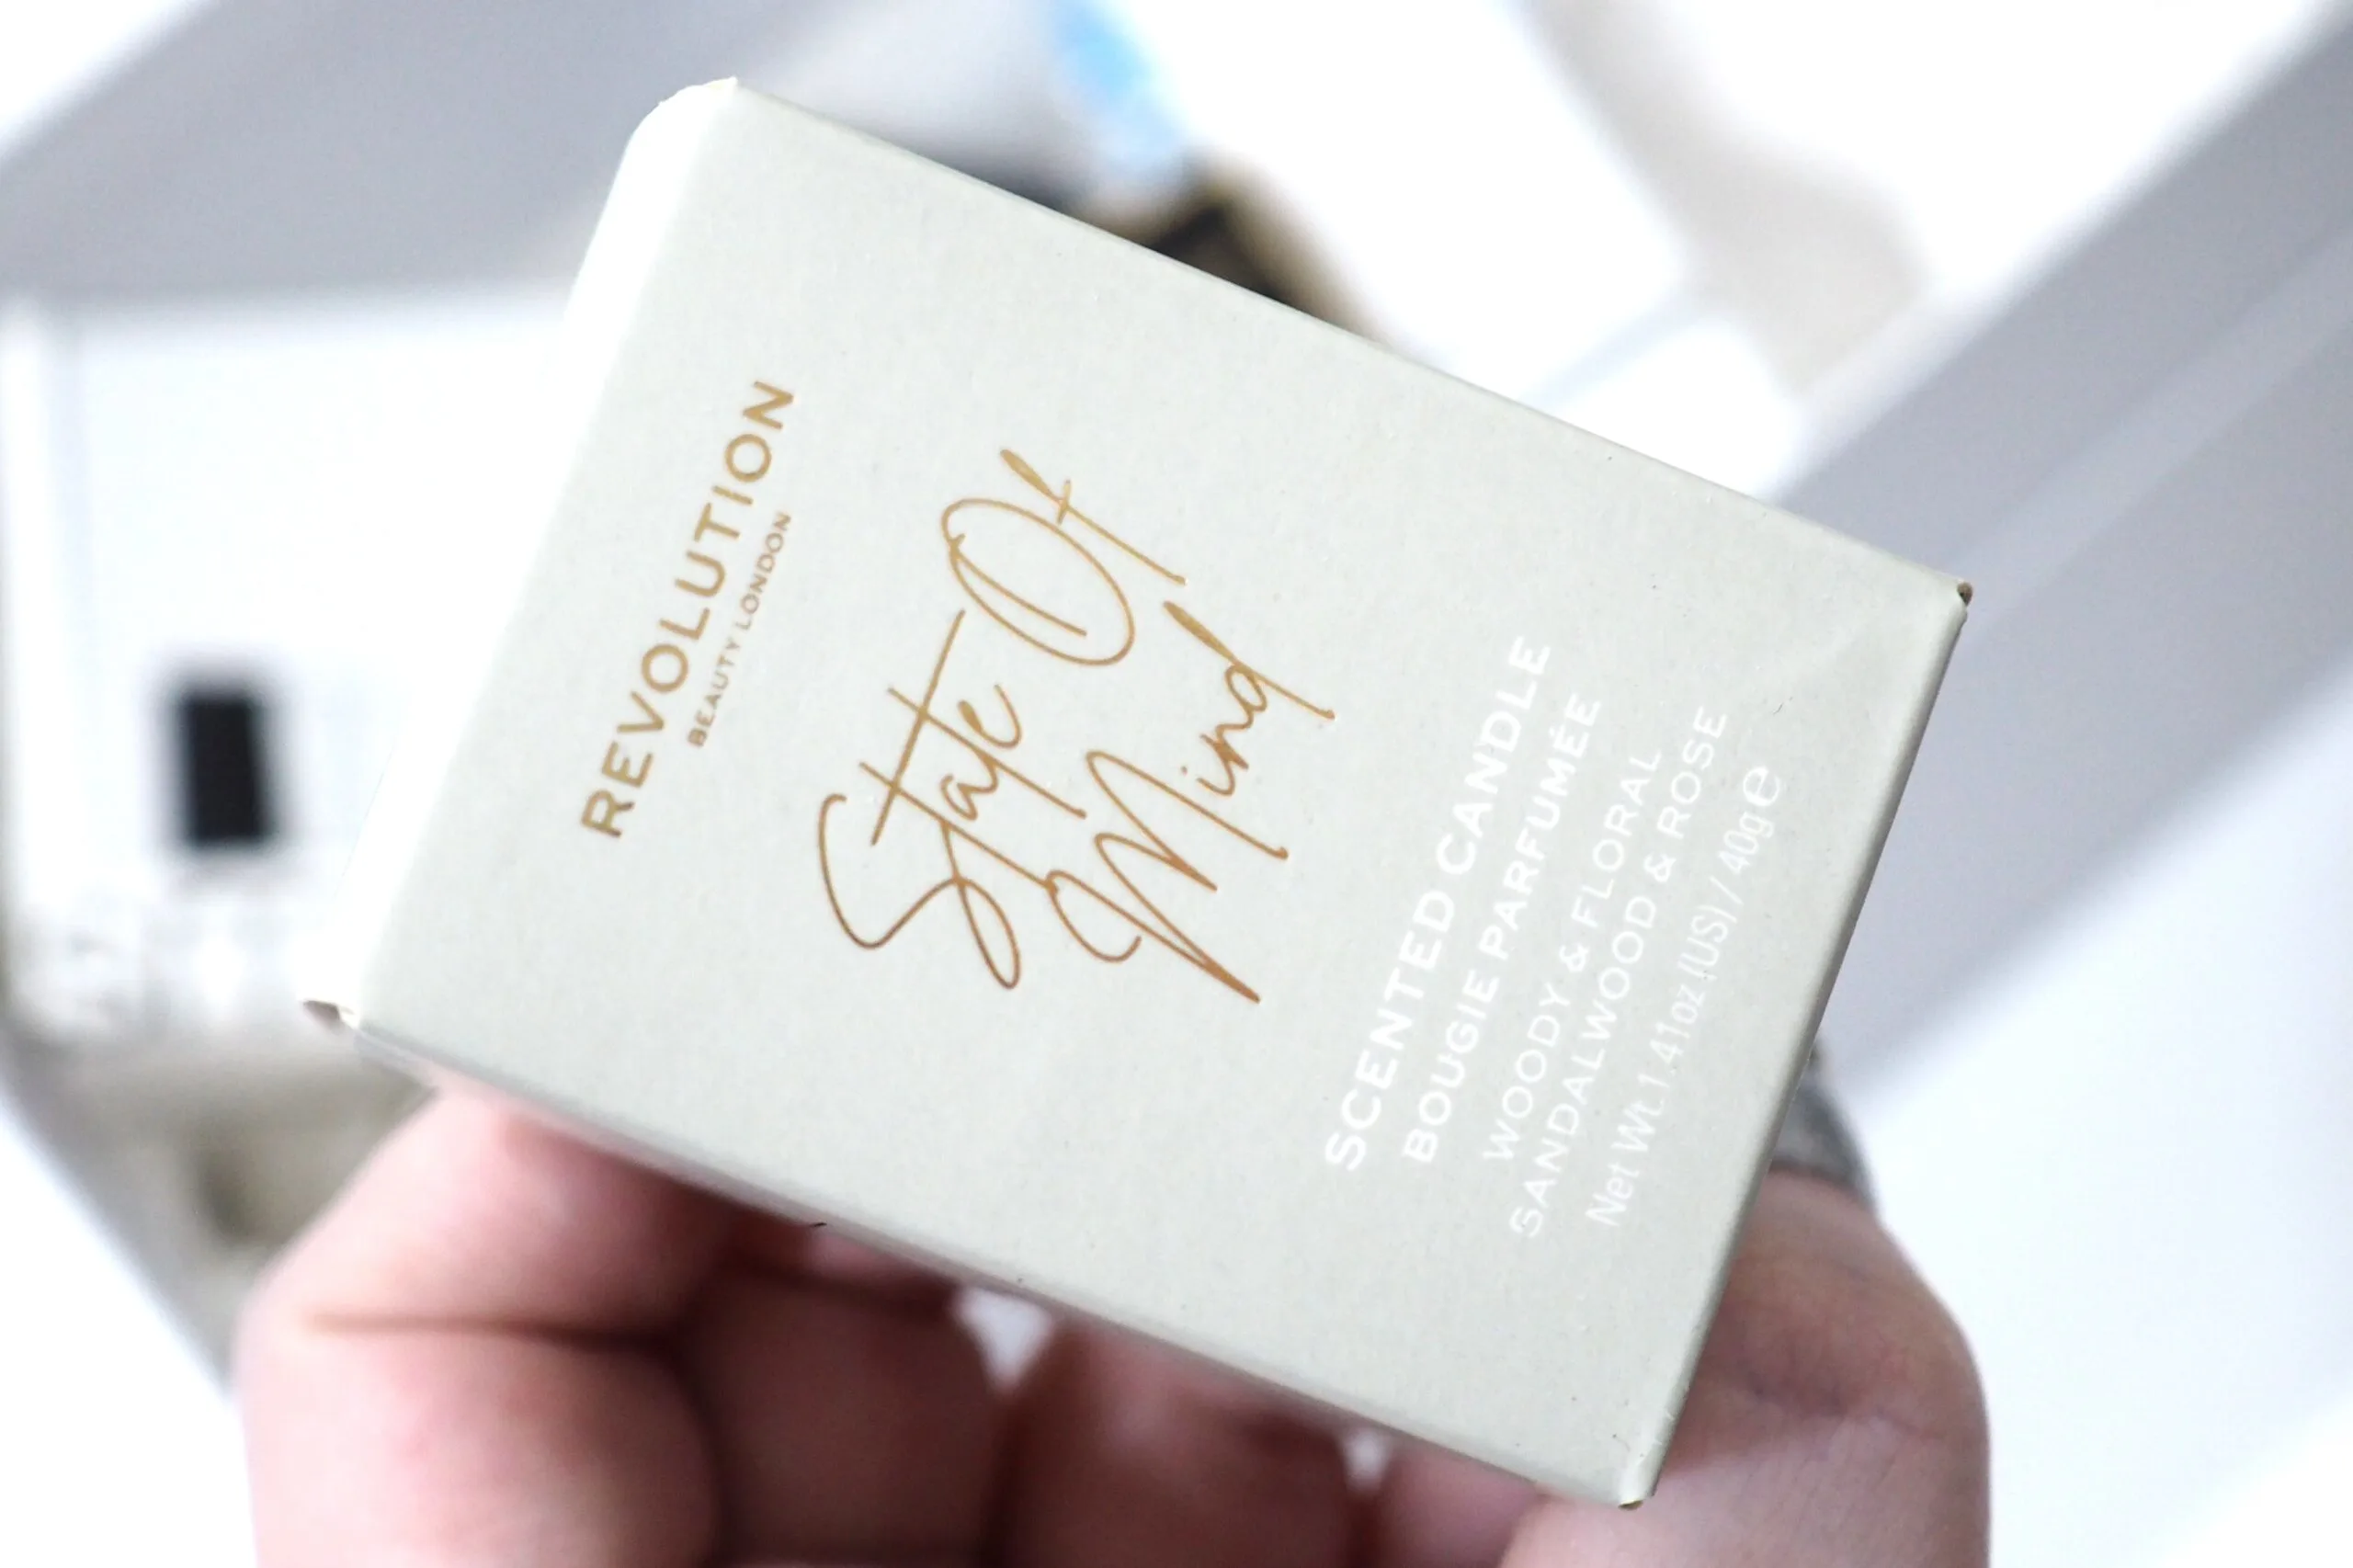 REVOLUTION
BEAUTY LONDON
State Of
Mind
SCENTED CANDLE
BOUGIE PARFUMÉE
WOODY & FLORAL
SANDALWOOD & ROSE
Net Wt. 1.41oz (US) / 40g ℮